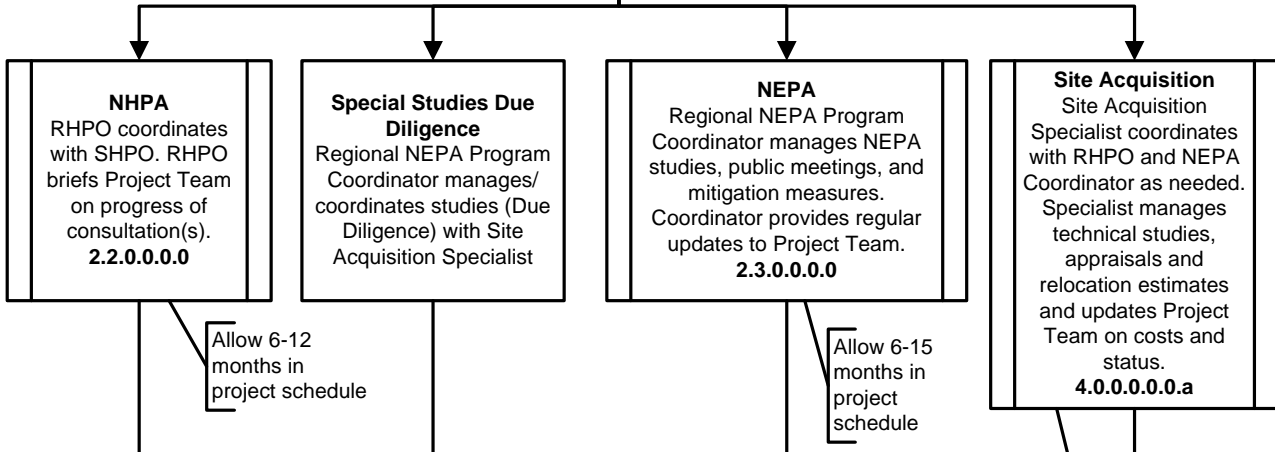 NHPA
RHPO coordinates
with SHPO. RHPO
briefs Project Team
on progress of
consultation(s).
2.2.0.0.0.0
Allow 6-12
months in
project schedule
Special Studies Due
Diligence
Regional NEPA Program
Coordinator manages/
coordinates studies (Due
Diligence) with Site
Acquisition Specialist
NEPA
Regional NEPA Program
Coordinator manages NEPA
studies, public meetings, and
mitigation measures.
Coordinator provides regular
updates to Project Team.
2.3.0.0.0.0
Allow 6-15
months in
project
schedule
Site Acquisition
Site Acquisition
Specialist coordinates
with RHPO and NEPA
Coordinator as needed.
Specialist manages
technical studies,
appraisals and
relocation estimates
and updates Project
Team on costs and
status.
4.0.0.0.0.0.a